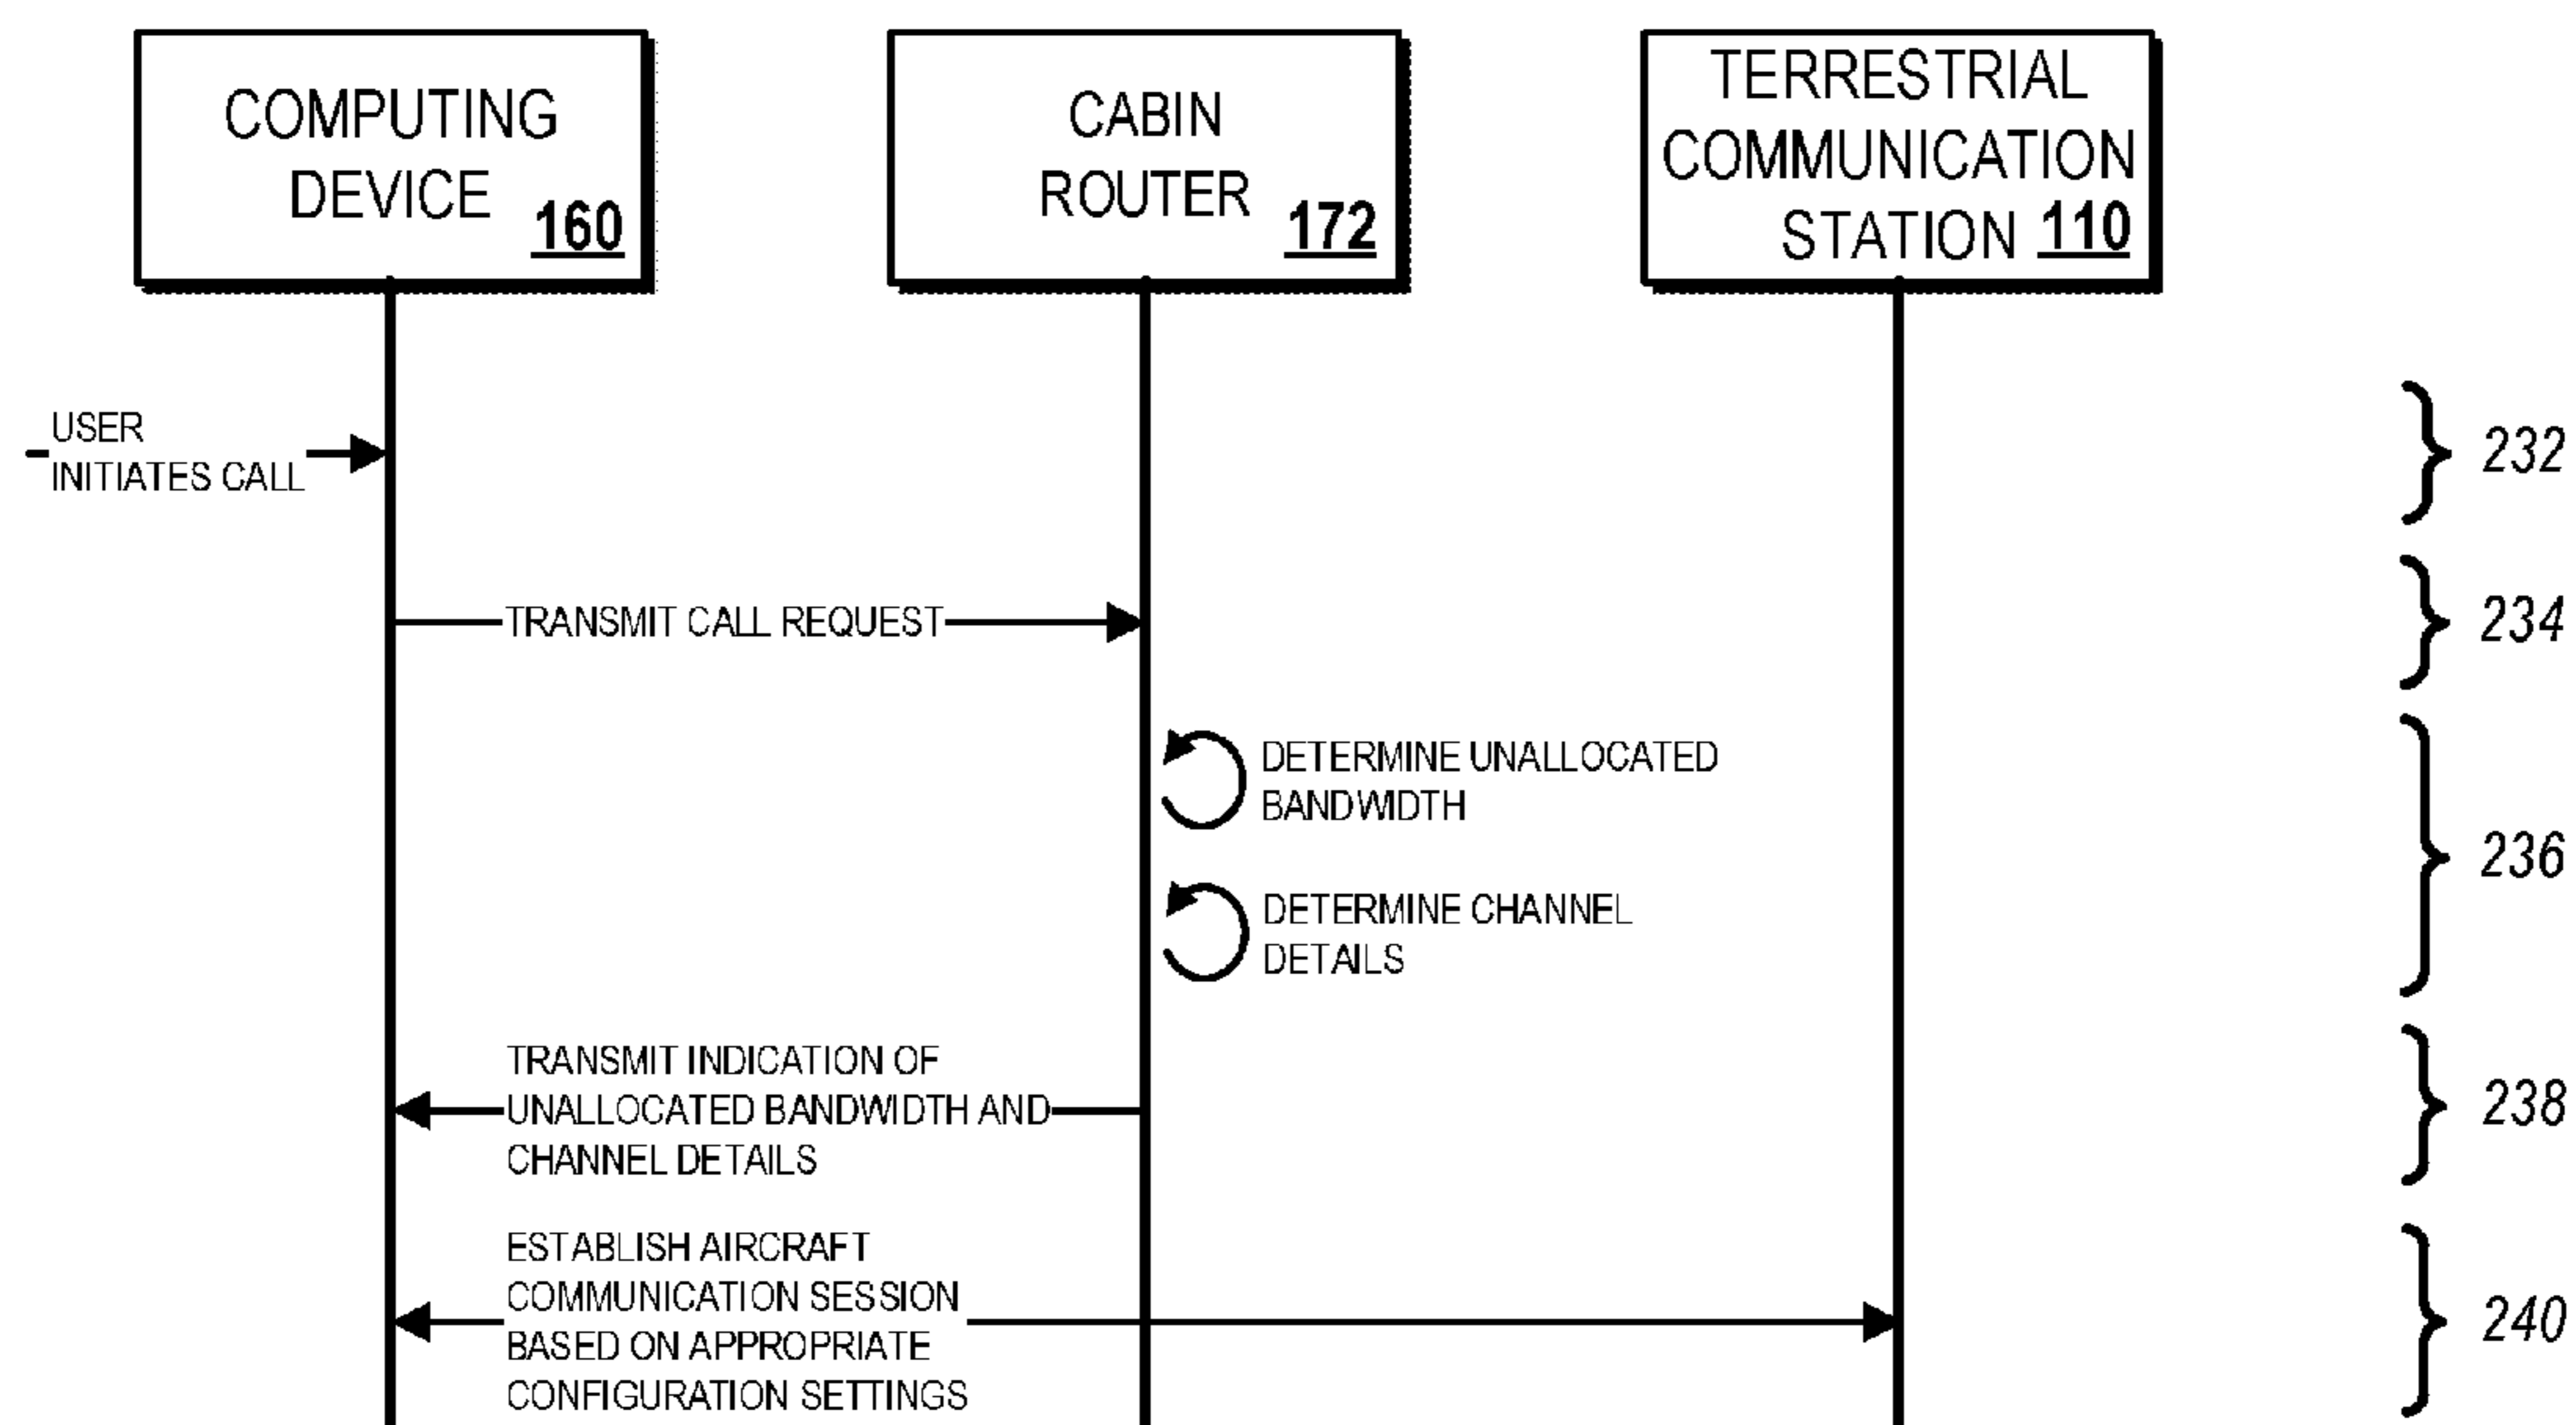 COMPUTING
DEVICE 160
CABIN
ROUTER 172
TERRESTRIAL
COMMUNICATION
STATION 110
USER
INITIATES CALL
232
TRANSMIT CALL REQUEST
234
DETERMINE UNALLOCATED
BANDWIDTH
DETERMINE CHANNEL
DETAILS
236
TRANSMIT INDICATION OF
UNALLOCATED BANDWIDTH AND
CHANNEL DETAILS
238
ESTABLISH AIRCRAFT
COMMUNICATION SESSION
BASED ON APPROPRIATE
CONFIGURATION SETTINGS
240